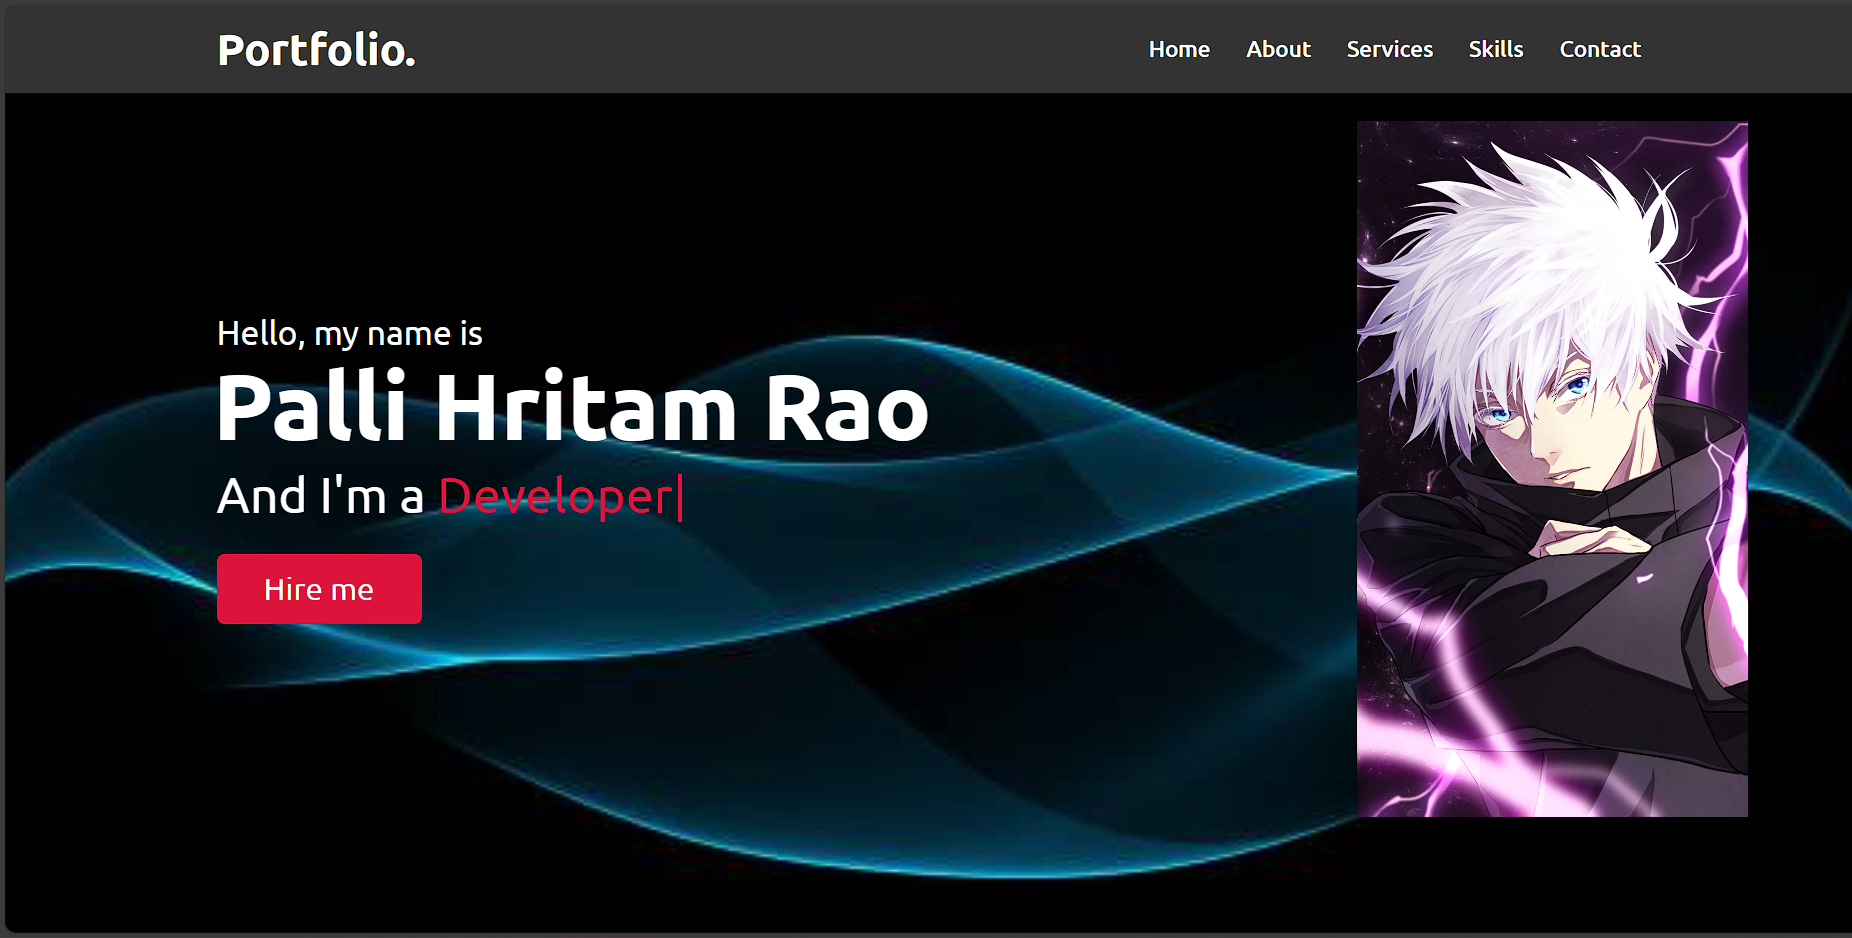 Portfolio.
Home About Services Skills Contact
Hello, my name is
Palli Hritam Rao
And I'm a Developer|
Hire me